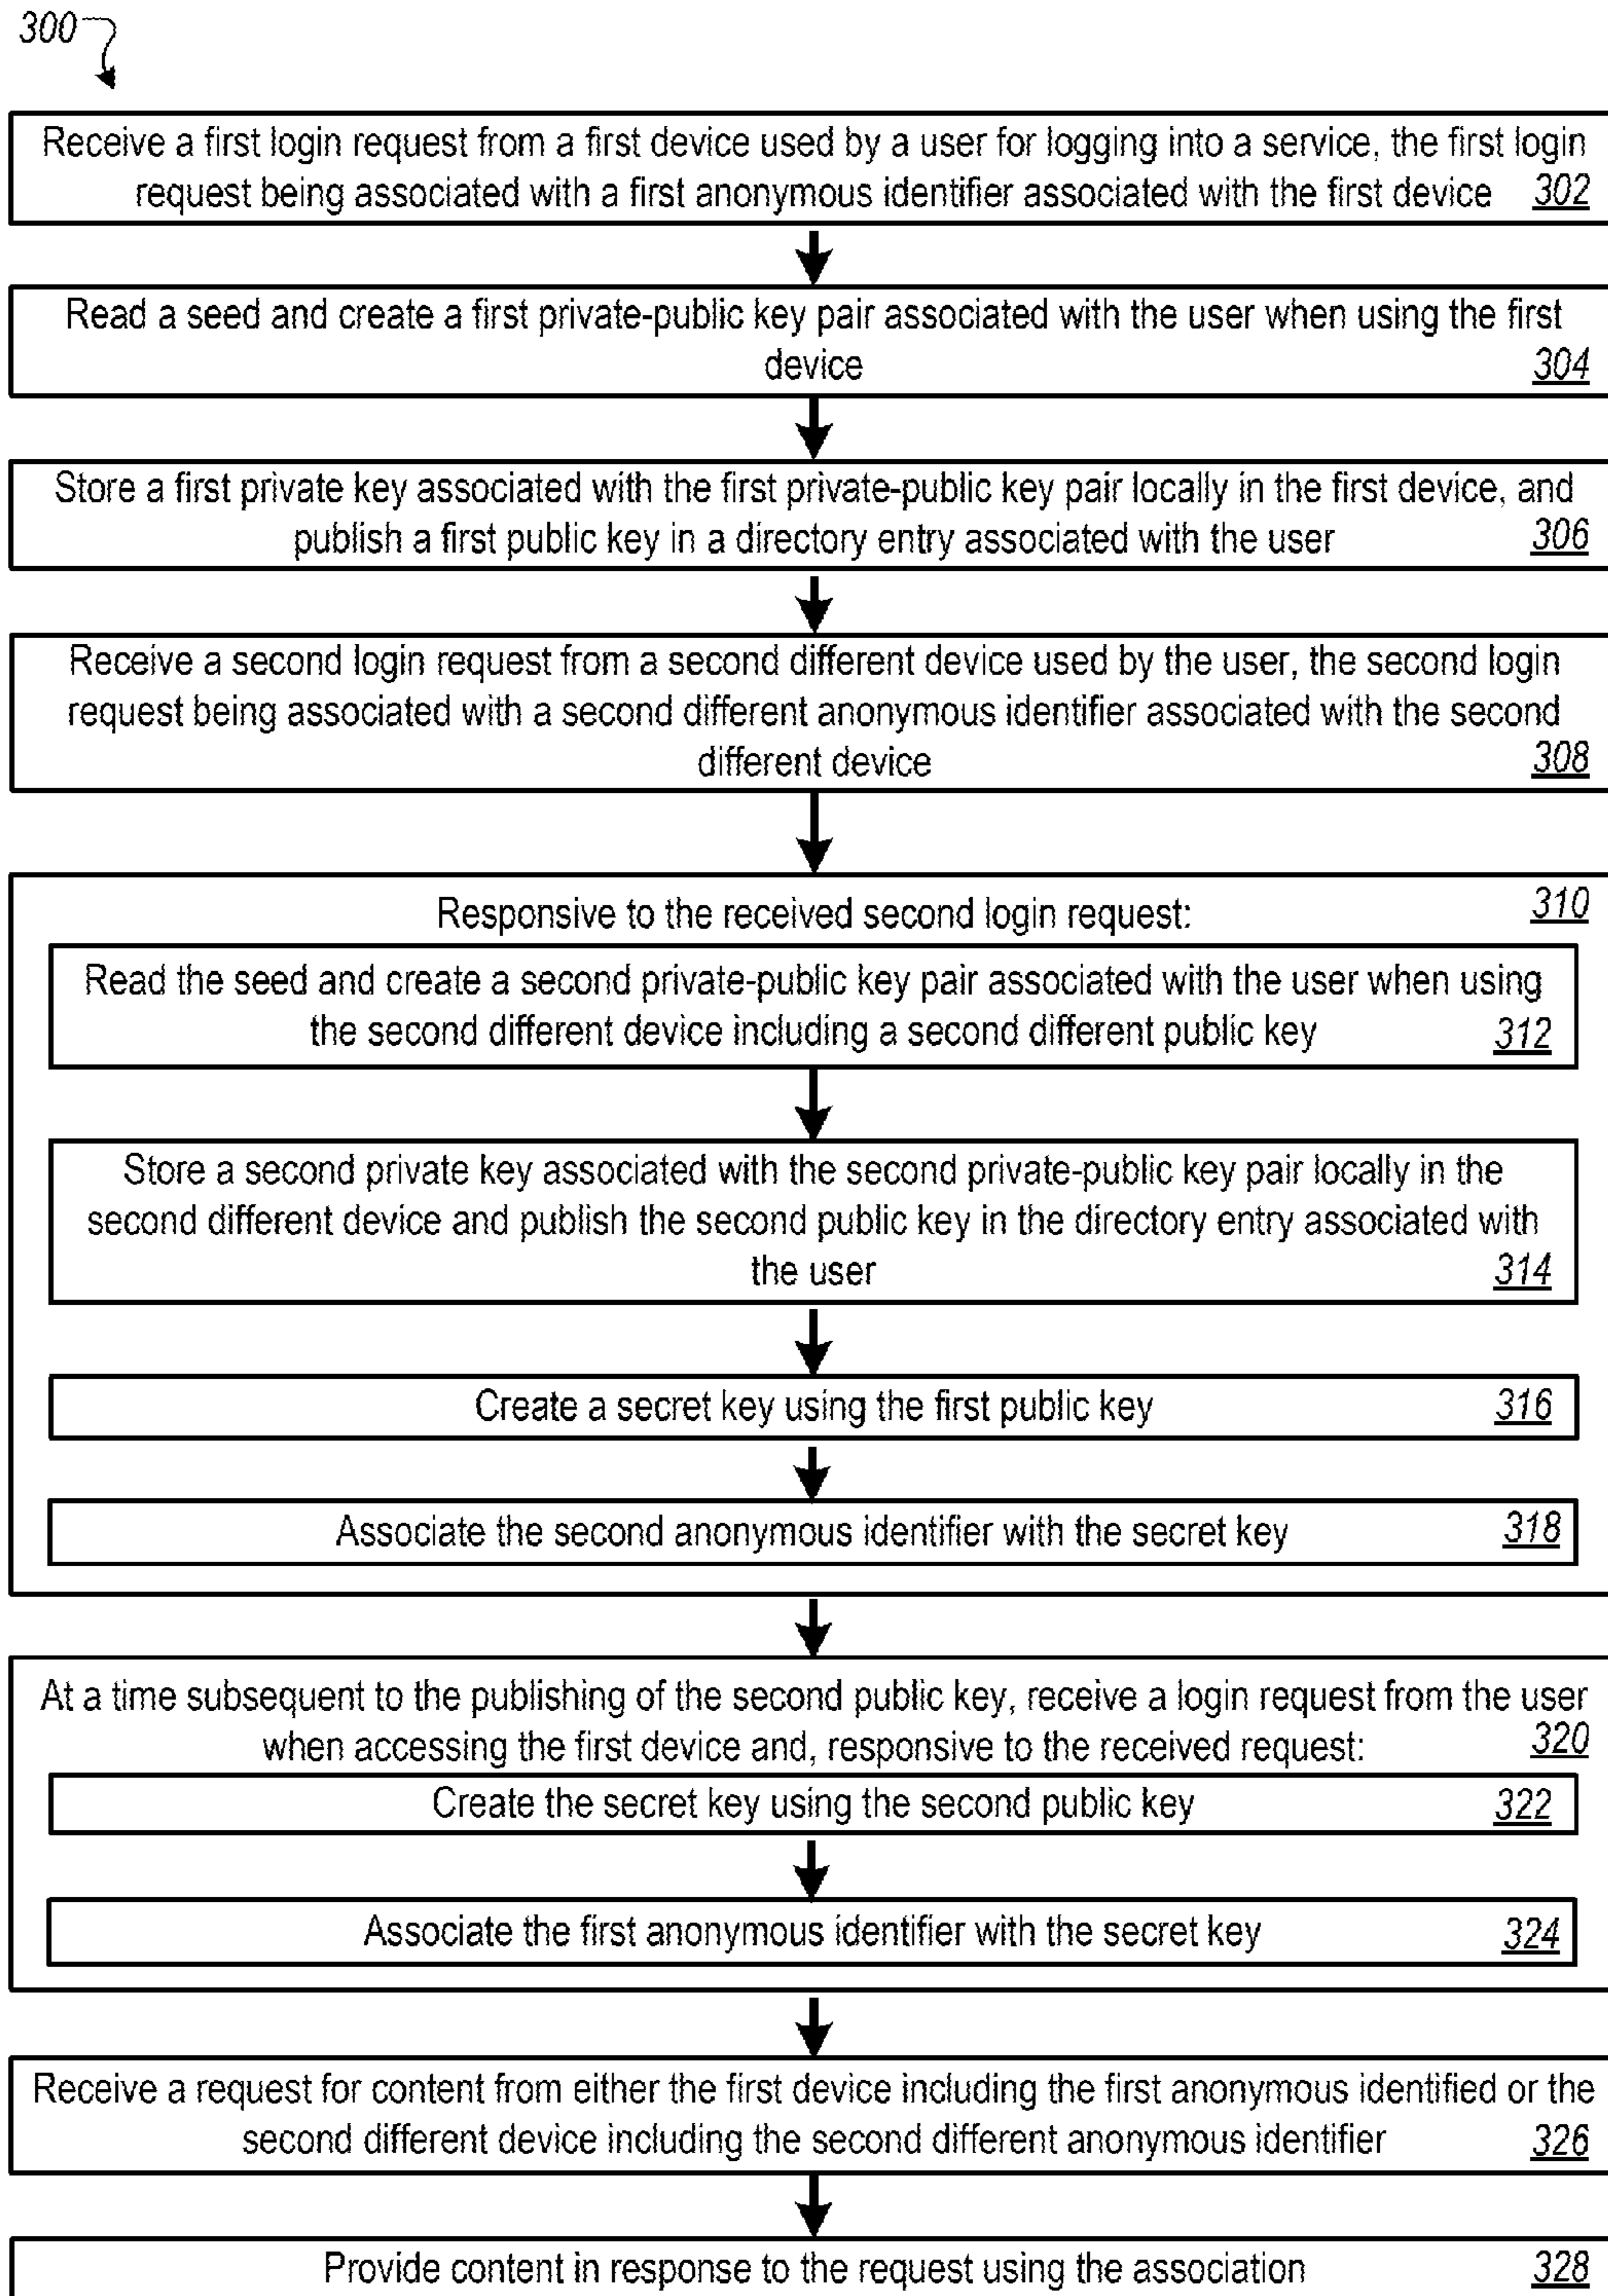 300
Receive a first login request from a first device used by a user for logging into a service, the first login
request being associated with a first anonymous identifier associated with the first device 302
Read a seed and create a first private-public key pair associated with the user when using the first
device 304
Store a first private key associated with the first private-public key pair locally in the first device, and
publish a first public key in a directory entry associated with the user 306
Receive a second login request from a second different device used by the user, the second login
request being associated with a second different anonymous identifier associated with the second
different device 308
Responsive to the received second login request: 310
Read the seed and create a second private-public key pair associated with the user when using
the second different device including a second different public key 312
Store a second private key associated with the second private-public key pair locally in the
second different device and publish the second public key in the directory entry associated with
the user 314
Create a secret key using the first public key 316
Associate the second anonymous identifier with the secret key 318
At a time subsequent to the publishing of the second public key, receive a login request from the user
when accessing the first device and, responsive to the received request: 320
Create the secret key using the second public key 322
Associate the first anonymous identifier with the secret key 324
Receive a request for content from either the first device including the first anonymous identified or the
second different device including the second different anonymous identifier 326
Provide content in response to the request using the association 328